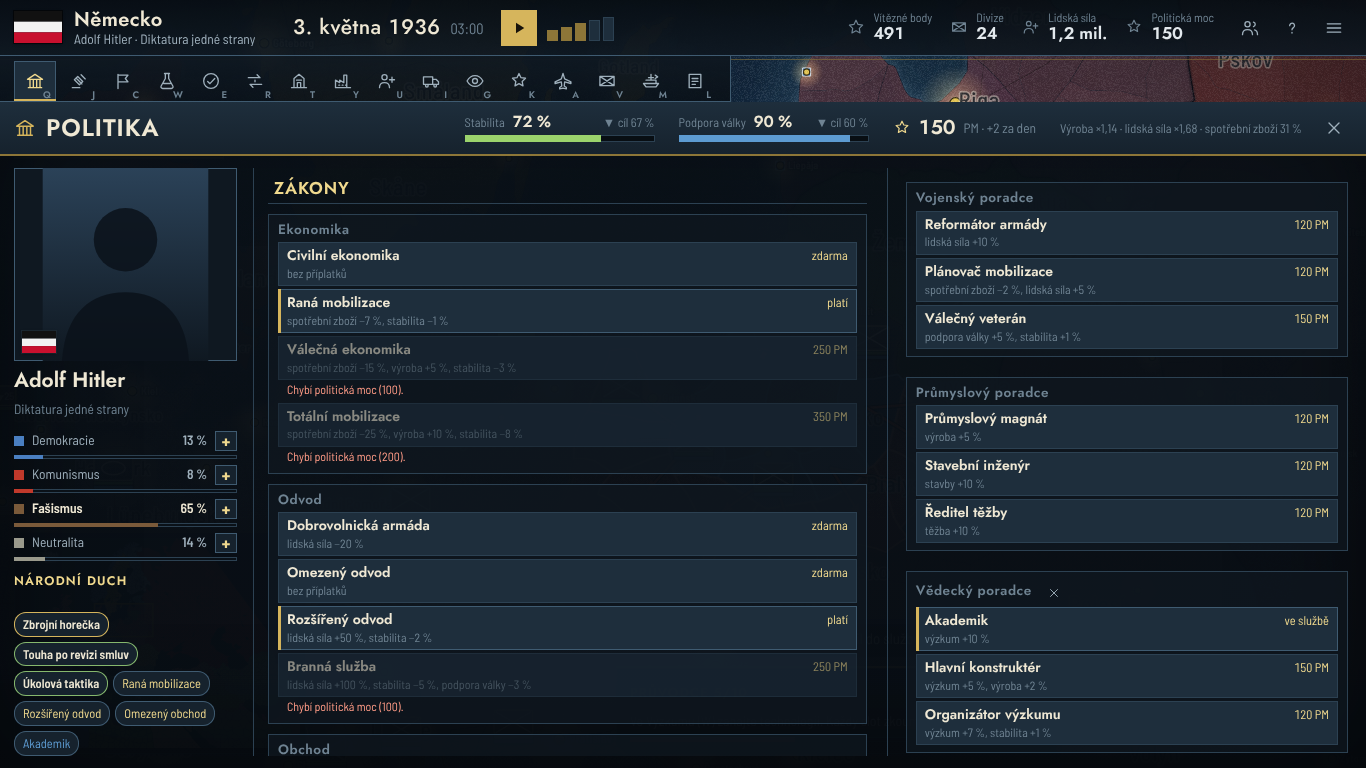 Německo
Adolf Hitler · Diktatura jedné strany
3. května 1936 03:00
Vítězné body
491
Divize
24
Lidská síla
1,2 mil.
Politická moc
150
?
Q J C W E R T Y U I G K A V M L
Pskov
Riga
POLITIKA
Stabilita 72 % ▼ cíl 67 %
Podpora války 90 % ▼ cíl 60 %
150 PM · +2 za den
Výroba ×1,14 · lidská síla ×1,68 · spotřební zboží 31 %
Adolf Hitler
Diktatura jedné strany
Demokracie 13 % +
Komunismus 8 % +
Fašismus 65 % +
Neutralita 14 % +
NÁRODNÍ DUCH
Zbrojní horečka
Touha po revizi smluv
Úkolová taktika Raná mobilizace
Rozšířený odvod Omezený obchod
Akademik
ZÁKONY
Ekonomika
Civilní ekonomika zdarma
bez příplatků
Raná mobilizace platí
spotřební zboží −7 %, stabilita −1 %
Válečná ekonomika 250 PM
spotřební zboží −15 %, výroba +5 %, stabilita −3 %
Chybí politická moc (100).
Totální mobilizace 350 PM
spotřební zboží −25 %, výroba +10 %, stabilita −8 %
Chybí politická moc (200).
Odvod
Dobrovolnická armáda zdarma
lidská síla −20 %
Omezený odvod zdarma
bez příplatků
Rozšířený odvod platí
lidská síla +50 %, stabilita −2 %
Branná služba 250 PM
lidská síla +100 %, stabilita −5 %, podpora války −3 %
Chybí politická moc (100).
Obchod
Vojenský poradce
Reformátor armády 120 PM
lidská síla +10 %
Plánovač mobilizace 120 PM
spotřební zboží −2 %, lidská síla +5 %
Válečný veterán 150 PM
podpora války +5 %, stabilita +1 %
Průmyslový poradce
Průmyslový magnát 120 PM
výroba +5 %
Stavební inženýr 120 PM
stavby +10 %
Ředitel těžby 120 PM
těžba +10 %
Vědecký poradce
Akademik ve službě
výzkum +10 %
Hlavní konstruktér 150 PM
výzkum +5 %, výroba +2 %
Organizátor výzkumu 120 PM
výzkum +7 %, stabilita +1 %